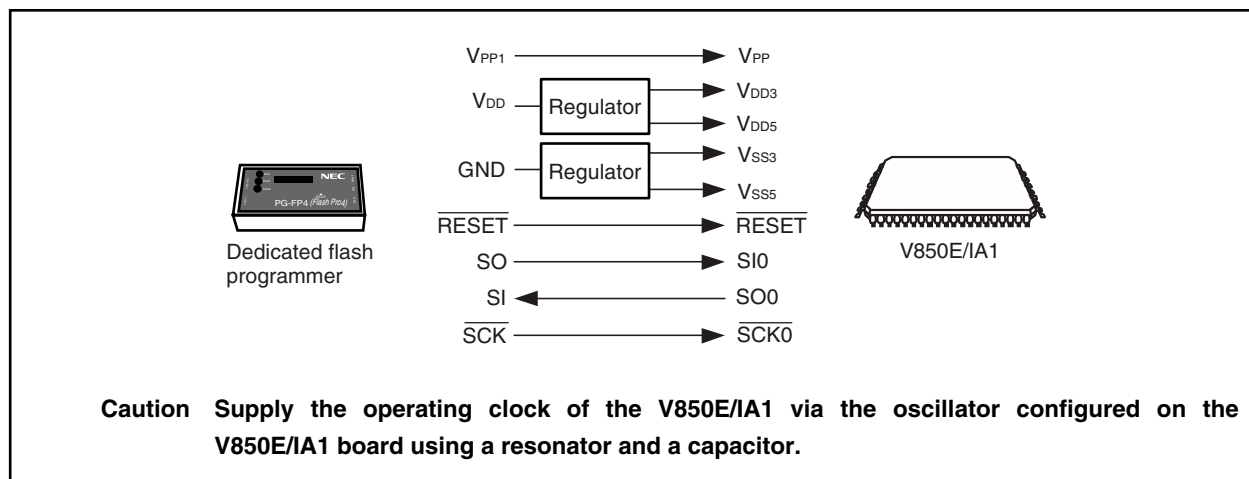 VPP1 VPP
VDD Regulator VDD3
VDD5
GND Regulator VSS3
VSS5
NEC
PG-FP4 (Flash Pro4)
Dedicated flash
programmer
RESET RESET
SO SI0
SI SO0
SCK SCK0
V850E/IA1
Caution Supply the operating clock of the V850E/IA1 via the oscillator configured on the
V850E/IA1 board using a resonator and a capacitor.